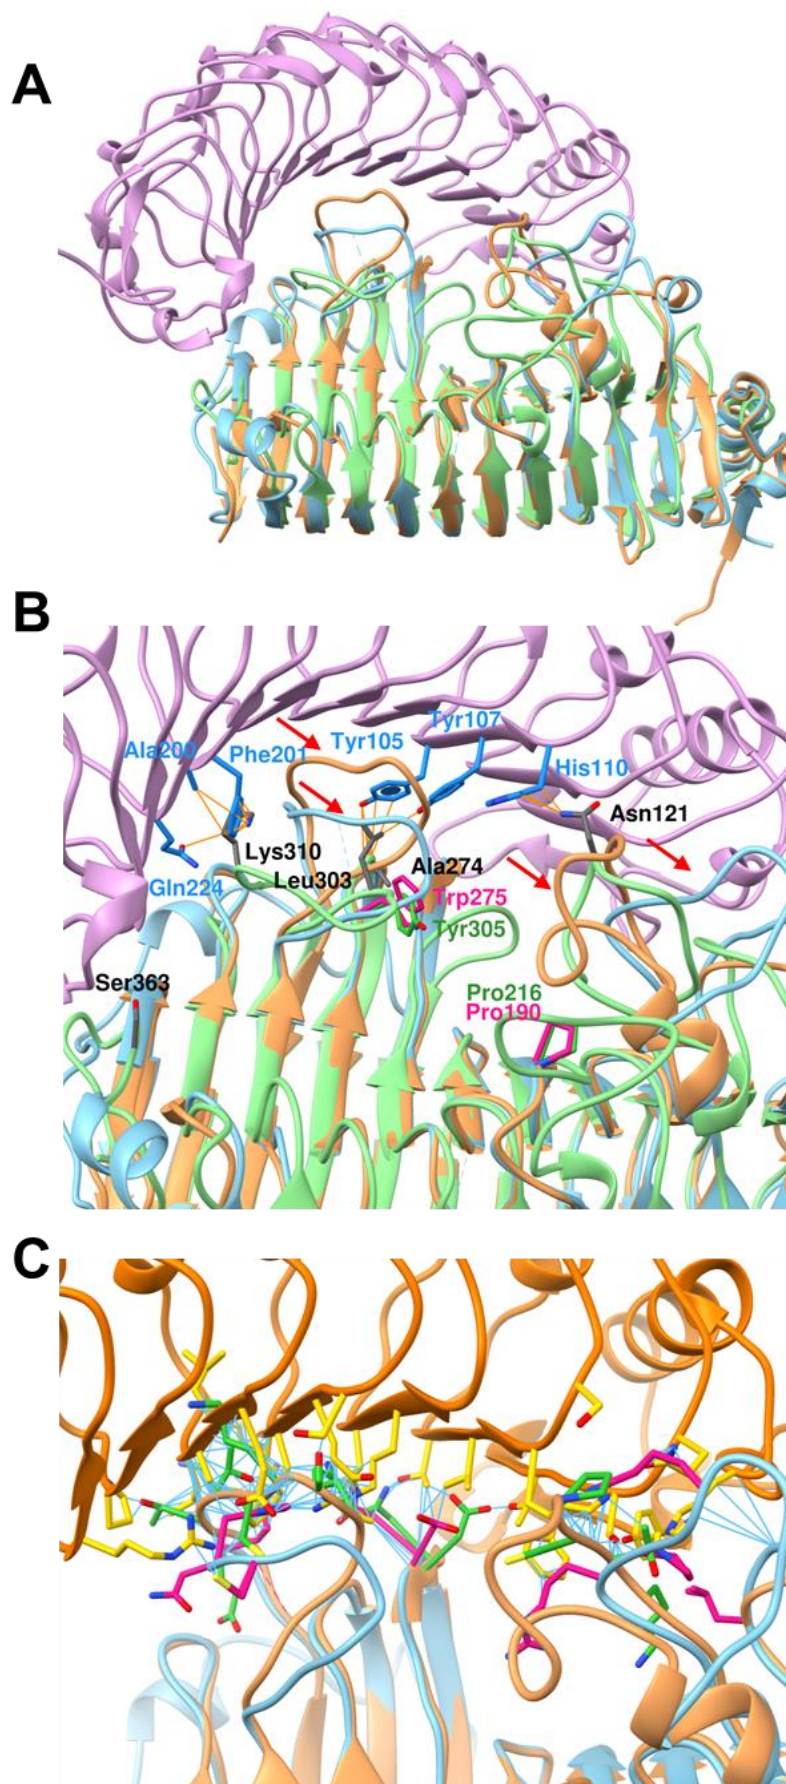 A
B
Ala200
Phe201
Tyr105
Tyr107
His110
Asn121
Lys310
Gln224
Leu303
Ala274
Trp275
Tyr305
Ser363
Pro216
Pro190
C